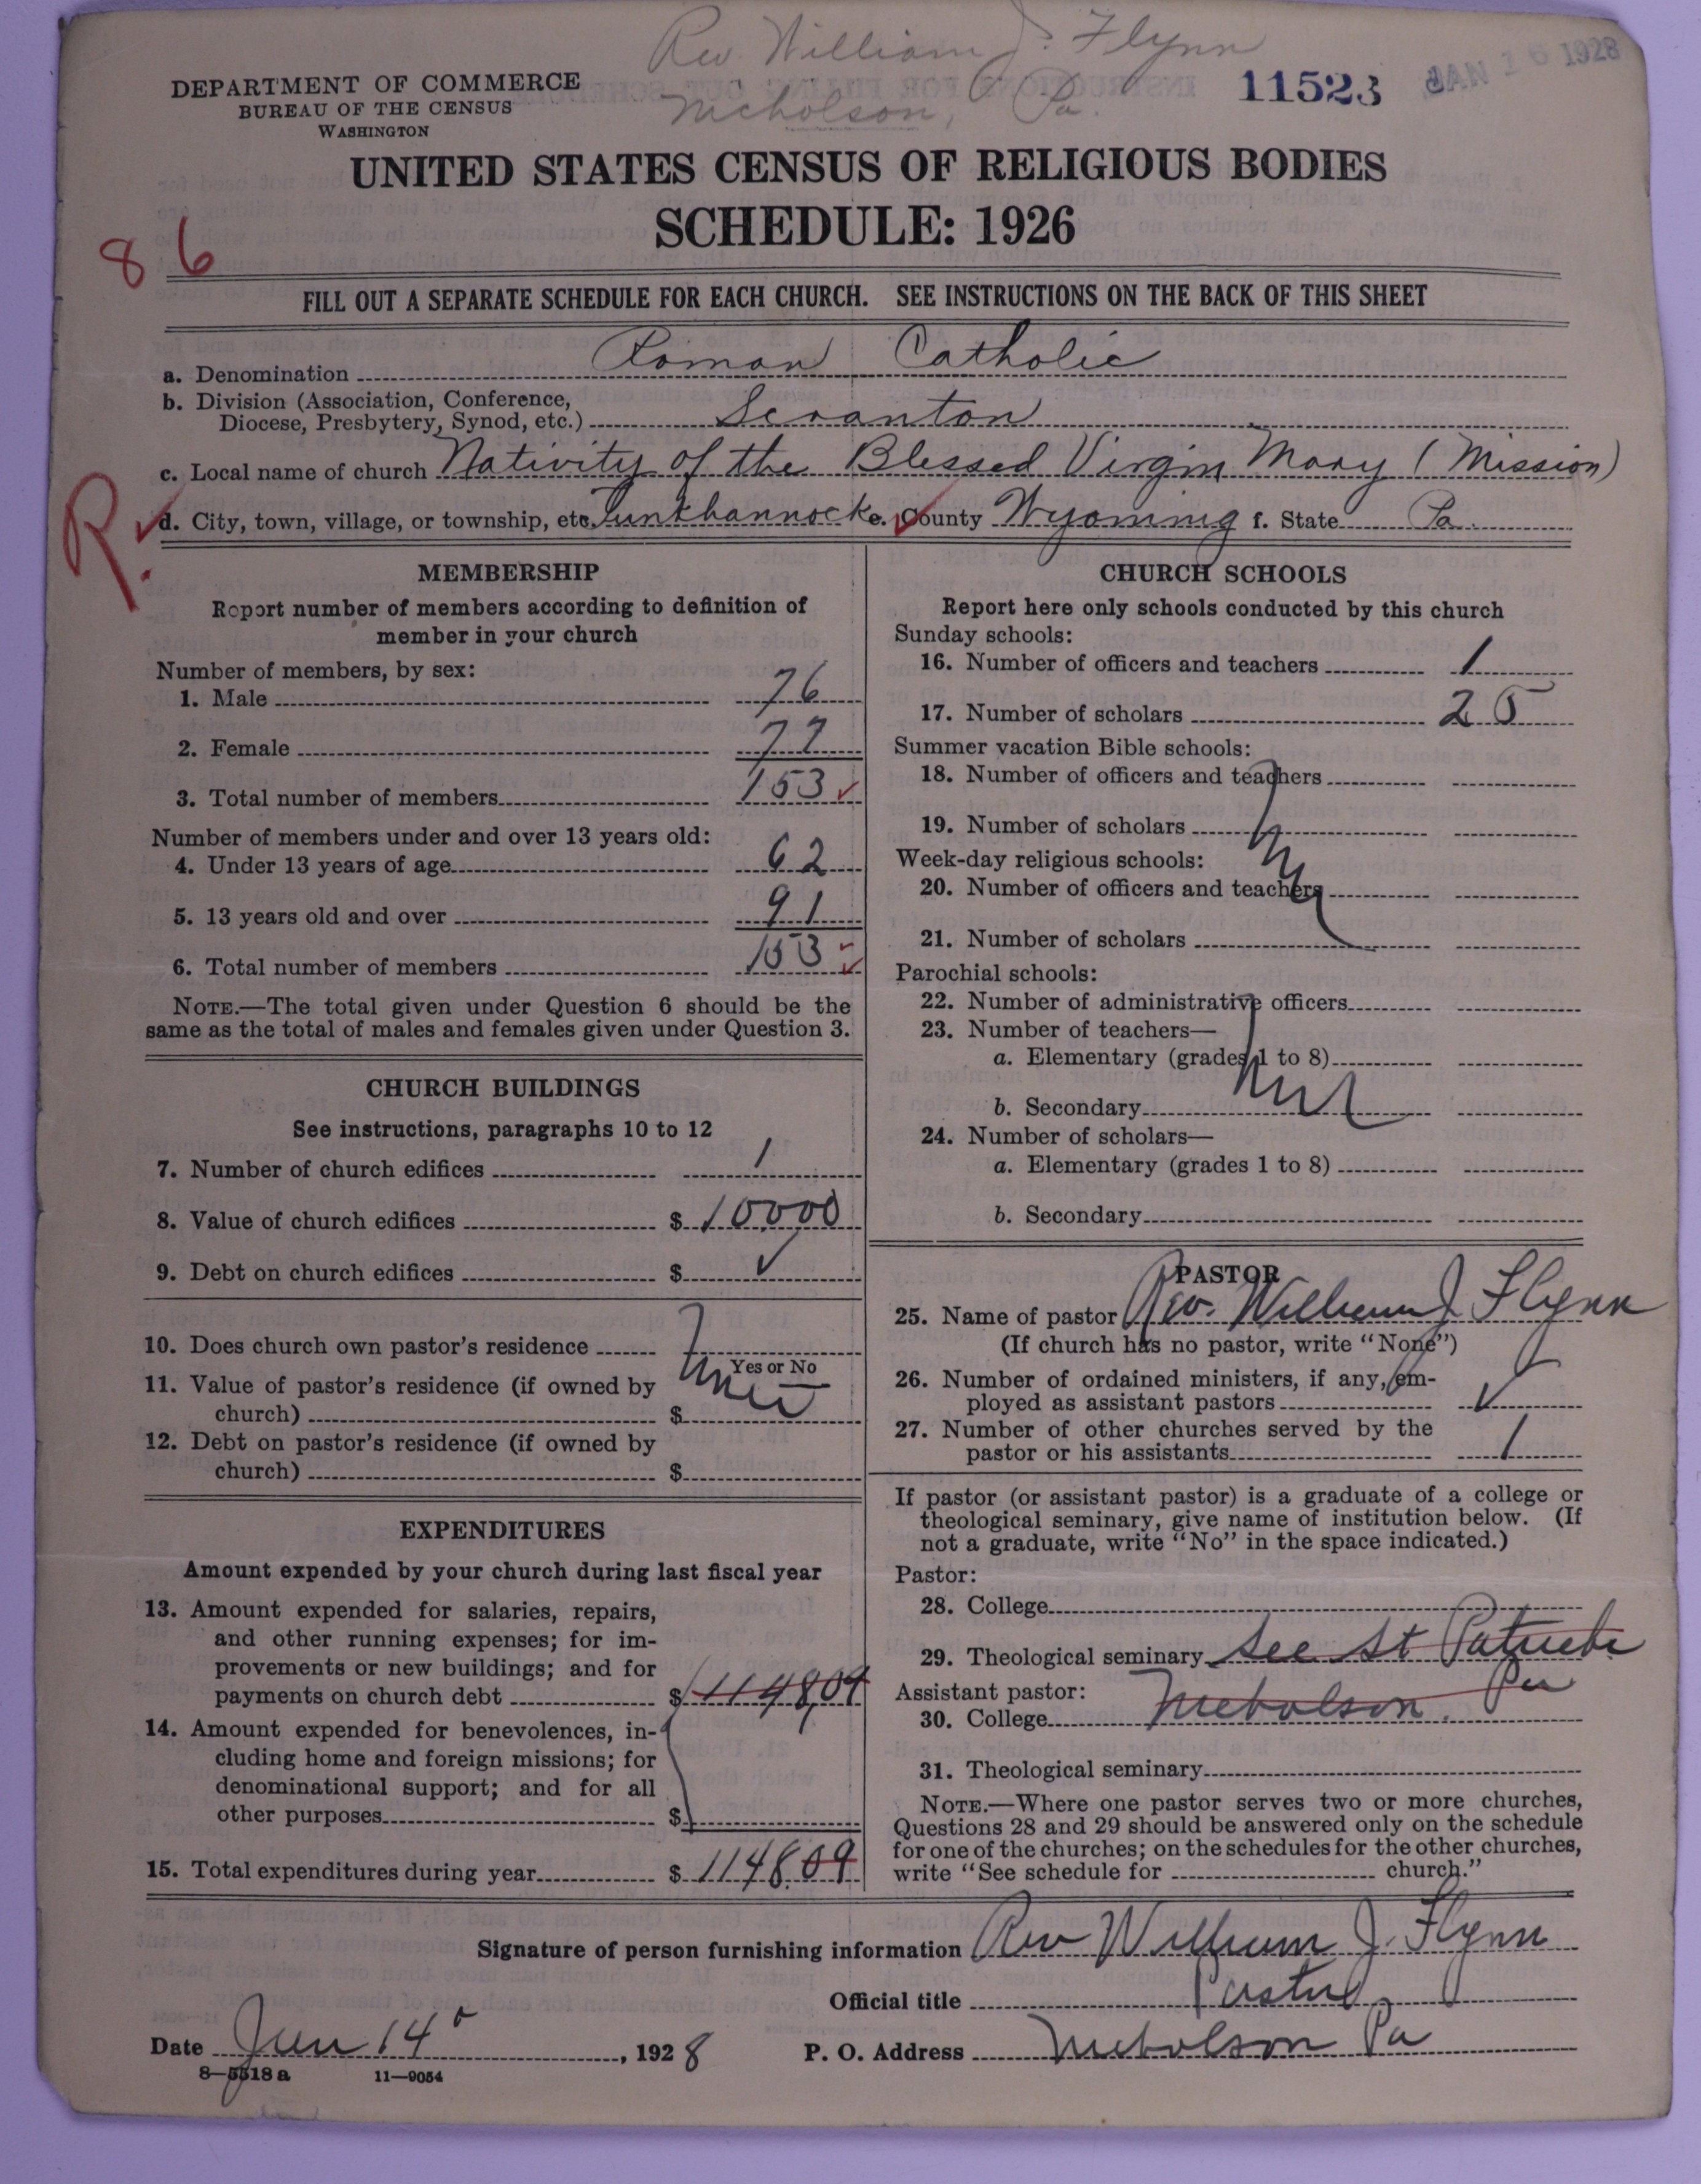 Rev William J. Flynn
Nicholson, Pa.
11523 JAN 16 1928
DEPARTMENT OF COMMERCE
BUREAU OF THE CENSUS
WASHINGTON
UNITED STATES CENSUS OF RELIGIOUS BODIES
SCHEDULE: 1926
86
FILL OUT A SEPARATE SCHEDULE FOR EACH CHURCH. SEE INSTRUCTIONS ON THE BACK OF THIS SHEET
a. Denomination Roman Catholic
b. Division (Association, Conference,
Diocese, Presbytery, Synod, etc.) Scranton
c. Local name of church Nativity of the Blessed Virgin Mary (Mission)
R.
d. City, town, village, or township, etc. Tunkhannock e. County Wyoming f. State Pa.
MEMBERSHIP
Report number of members according to definition of
member in your church
Number of members, by sex:
1. Male 76
2. Female 77
3. Total number of members 153
Number of members under and over 13 years old:
4. Under 13 years of age 62
5. 13 years old and over 91
6. Total number of members 153
NOTE.—The total given under Question 6 should be the
same as the total of males and females given under Question 3.
CHURCH BUILDINGS
See instructions, paragraphs 10 to 12
7. Number of church edifices 1
8. Value of church edifices $ 10000
9. Debt on church edifices $ ✓
10. Does church own pastor's residence
Yes or No
11. Value of pastor's residence (if owned by
church) $
12. Debt on pastor's residence (if owned by
church) $
EXPENDITURES
Amount expended by your church during last fiscal year
13. Amount expended for salaries, repairs,
and other running expenses; for im-
provements or new buildings; and for
payments on church debt $ 1148,09
14. Amount expended for benevolences, in-
cluding home and foreign missions; for
denominational support; and for all
other purposes $
15. Total expenditures during year $ 1148.09
CHURCH SCHOOLS
Report here only schools conducted by this church
Sunday schools:
16. Number of officers and teachers 1
17. Number of scholars 25
Summer vacation Bible schools:
18. Number of officers and teachers
19. Number of scholars
Week-day religious schools:
20. Number of officers and teachers
21. Number of scholars
Parochial schools:
22. Number of administrative officers
23. Number of teachers—
a. Elementary (grades 1 to 8)
b. Secondary
24. Number of scholars—
a. Elementary (grades 1 to 8)
b. Secondary
PASTOR
25. Name of pastor Rev. William J Flynn
(If church has no pastor, write "None")
26. Number of ordained ministers, if any, em-
ployed as assistant pastors ✓
27. Number of other churches served by the
pastor or his assistants 1
If pastor (or assistant pastor) is a graduate of a college or
theological seminary, give name of institution below. (If
not a graduate, write "No" in the space indicated.)
Pastor:
28. College
29. Theological seminary See St Patricks
Assistant pastor:
30. College Nicholson. Pa
31. Theological seminary
NOTE.—Where one pastor serves two or more churches,
Questions 28 and 29 should be answered only on the schedule
for one of the churches; on the schedules for the other churches,
write "See schedule for church."
Signature of person furnishing information Rev William J. Flynn
Official title Pastor
Date Jan 14, 1928 P. O. Address Nicholson Pa
8—5518 a 11—9054